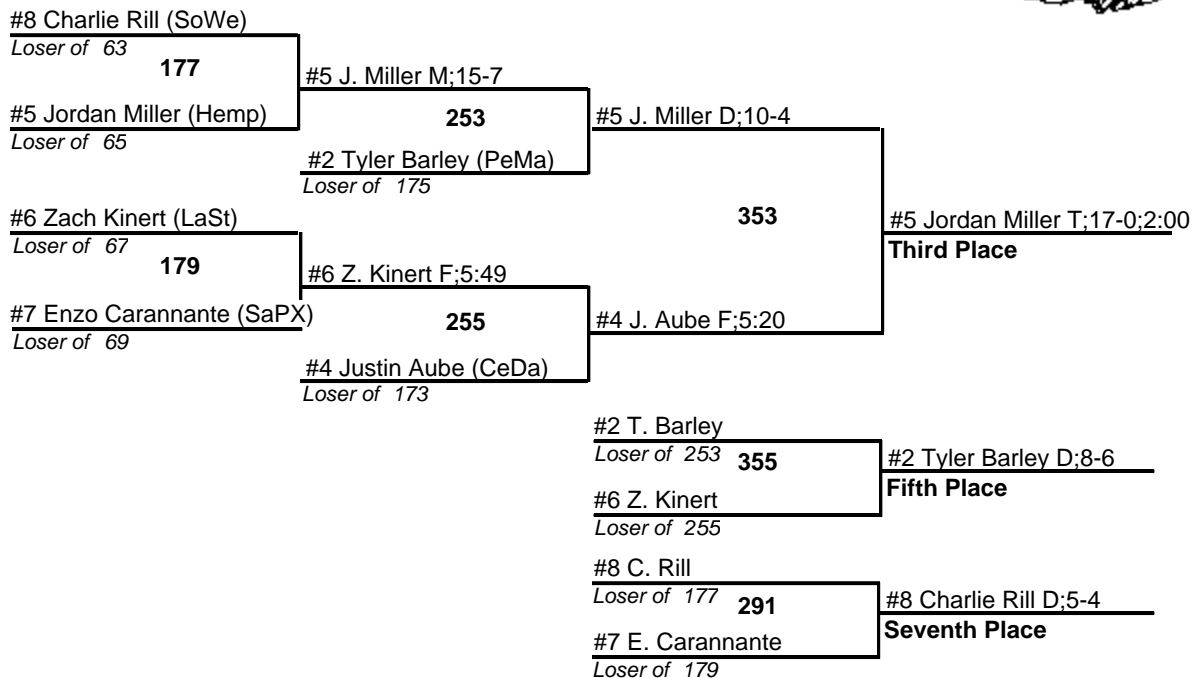 #8 Charlie Rill (SoWe)
Loser of 63
177
#5 J. Miller M;15-7
#5 Jordan Miller (Hemp)
Loser of 65
253
#5 J. Miller D;10-4
#2 Tyler Barley (PeMa)
Loser of 175
#6 Zach Kinert (LaSt)
Loser of 67
353
#5 Jordan Miller T;17-0;2:00
Third Place
179
#6 Z. Kinert F;5:49
#7 Enzo Carannante (SaPX)
Loser of 69
255
#4 J. Aube F;5:20
#4 Justin Aube (CeDa)
Loser of 173
#2 T. Barley
Loser of 253
355
#2 Tyler Barley D;8-6
Fifth Place
#6 Z. Kinert
Loser of 255
#8 C. Rill
Loser of 177
291
#8 Charlie Rill D;5-4
Seventh Place
#7 E. Carannante
Loser of 179